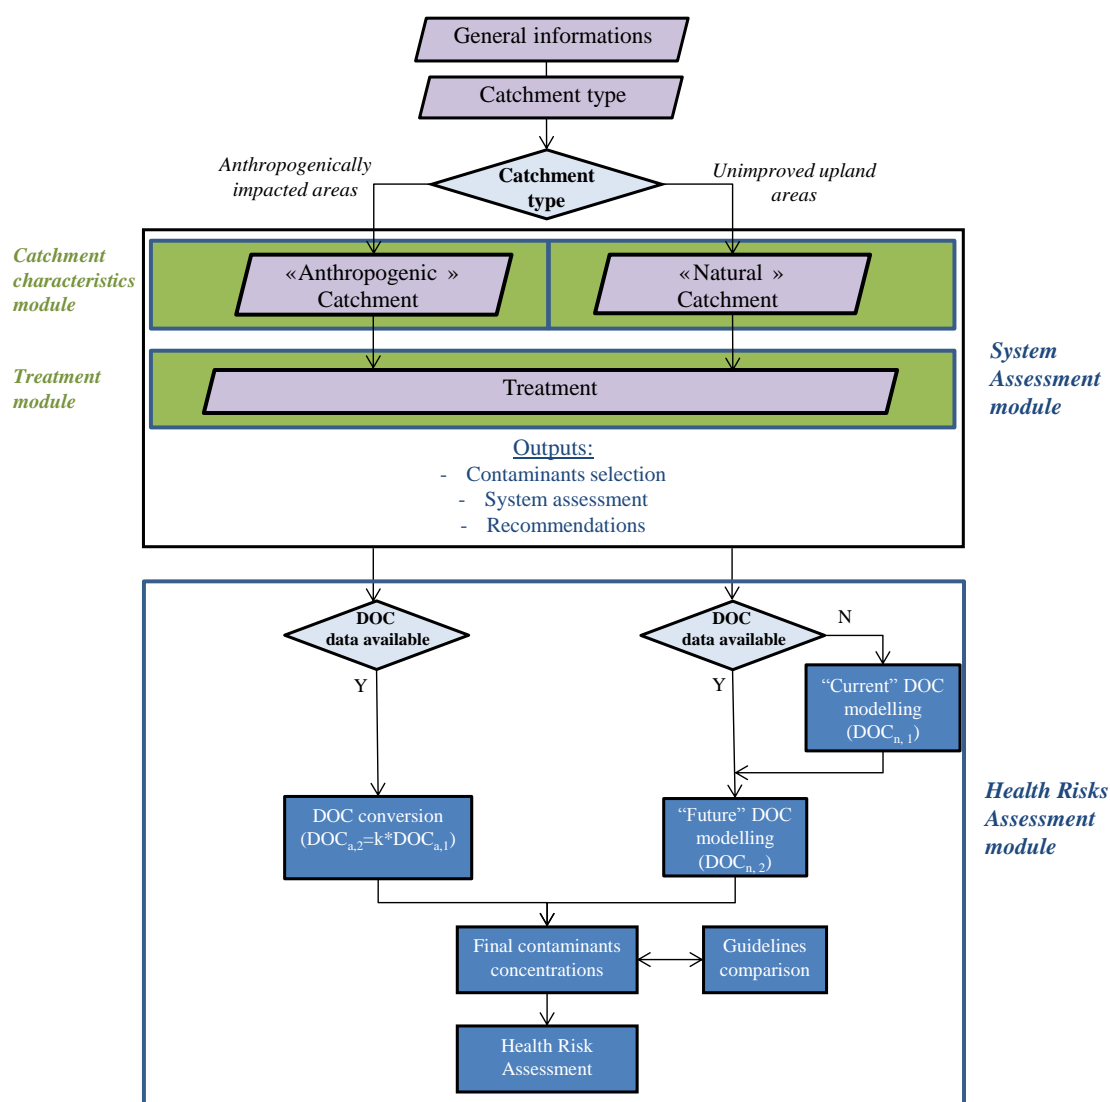 General informations
Catchment type
Anthropogenically
impacted areas
Catchment
type
Unimproved upland
areas
Catchment
characteristics
module
«Anthropogenic »
Catchment
«Natural »
Catchment
Treatment
module
Treatment
System
Assessment
module
Outputs:
- Contaminants selection
- System assessment
- Recommendations
DOC
data available
DOC
data available
N
Y
Y
“Current” DOC
modelling
(DOCn, 1)
DOC conversion
(DOCa,2=k*DOCa,1)
“Future” DOC
modelling
(DOCn, 2)
Health Risks
Assessment
module
Final contaminants
concentrations
Guidelines
comparison
Health Risk
Assessment